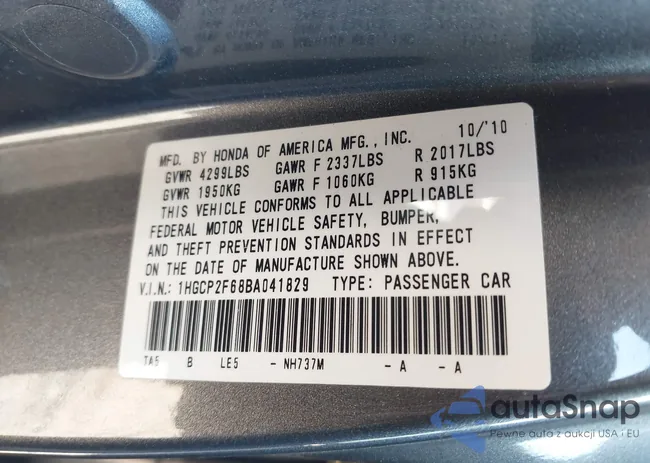 MFD. BY HONDA OF AMERICA MFG., INC. 10/'10
GVWR 4299LBS GAWR F 2337LBS R 2017LBS
GVWR 1950KG GAWR F 1060KG R 915KG
THIS VEHICLE CONFORMS TO ALL APPLICABLE
FEDERAL MOTOR VEHICLE SAFETY, BUMPER,
AND THEFT PREVENTION STANDARDS IN EFFECT
ON THE DATE OF MANUFACTURE SHOWN ABOVE.
V.I.N.: 1HGCP2F68BA041829 TYPE: PASSENGER CAR
TA5 B LE5 - NH737M - A - A
autaSnap
Pewne auta z aukcji USA i EU